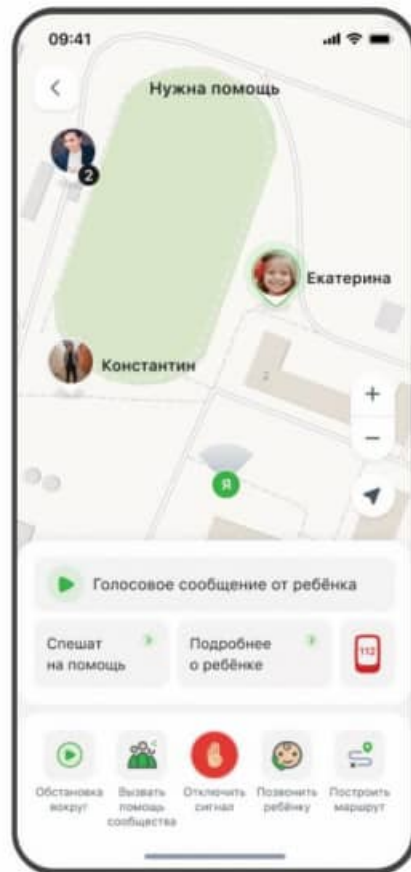 09:41
Нужна помощь
2
Екатерина
Константин
2
+
−
Я
Голосовое сообщение от ребёнка
Спешат
на помощь
Подробнее
о ребёнке
112
Обстановка
вокруг
Вызвать
помощь
сообщества
Отключить
сигнал
Позвонить
ребёнку
Построить
маршрут